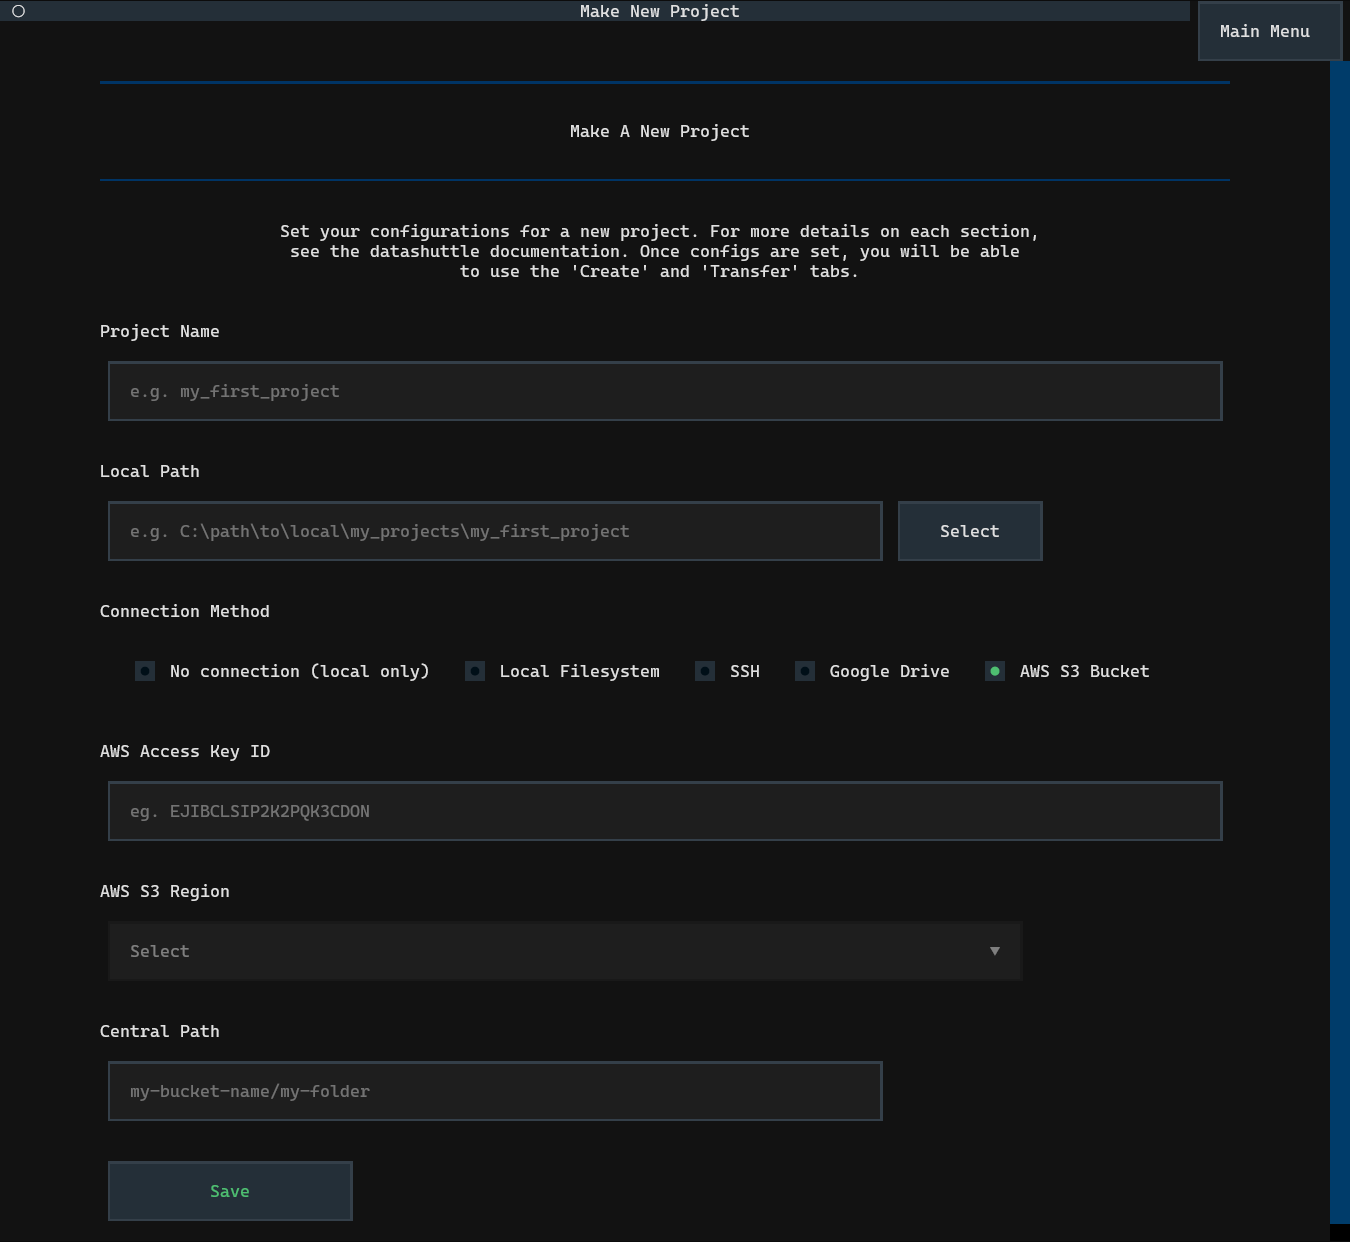 Make New Project
Main Menu
Make A New Project
Set your configurations for a new project. For more details on each section,
see the datashuttle documentation. Once configs are set, you will be able
to use the 'Create' and 'Transfer' tabs.
Project Name
e.g. my_first_project
Local Path
e.g. C:\path\to\local\my_projects\my_first_project
Select
Connection Method
No connection (local only) Local Filesystem SSH Google Drive AWS S3 Bucket
AWS Access Key ID
eg. EJIBCLSIP2K2PQK3CDON
AWS S3 Region
Select ▼
Central Path
my-bucket-name/my-folder
Save